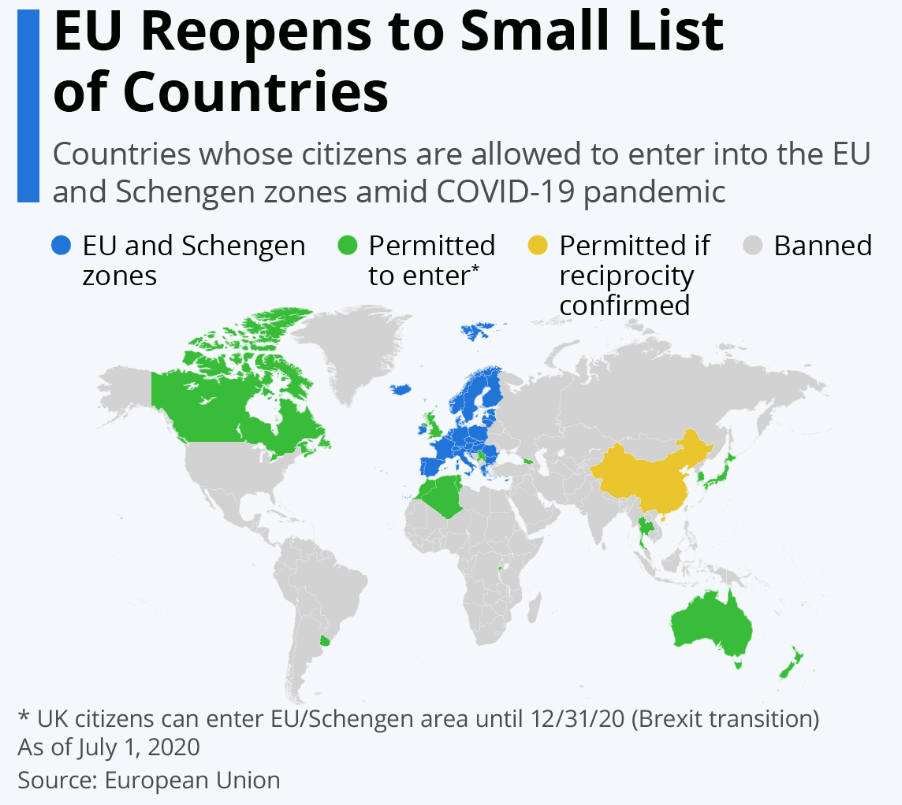 EU Reopens to Small List
of Countries
Countries whose citizens are allowed to enter into the EU
and Schengen zones amid COVID-19 pandemic
EU and Schengen
zones
Permitted
to enter*
Permitted if
reciprocity
confirmed
Banned
* UK citizens can enter EU/Schengen area until 12/31/20 (Brexit transition)
As of July 1, 2020
Source: European Union